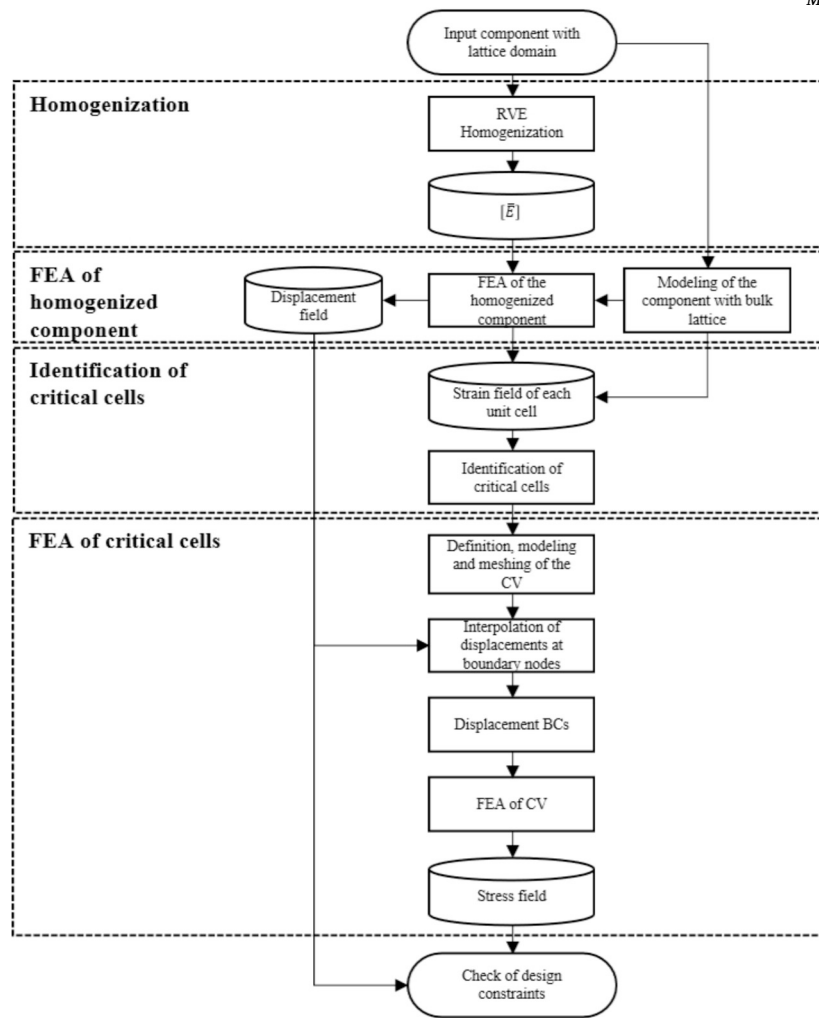 M
Input component with
lattice domain
Homogenization
RVE
Homogenization
[Ē]
FEA of
homogenized
component
Displacement
field
FEA of the
homogenized
component
Modeling of the
component with bulk
lattice
Identification of
critical cells
Strain field of each
unit cell
Identification of
critical cells
FEA of critical cells
Definition, modeling
and meshing of the
CV
Interpolation of
displacements at
boundary nodes
Displacement BCs
FEA of CV
Stress field
Check of design
constraints